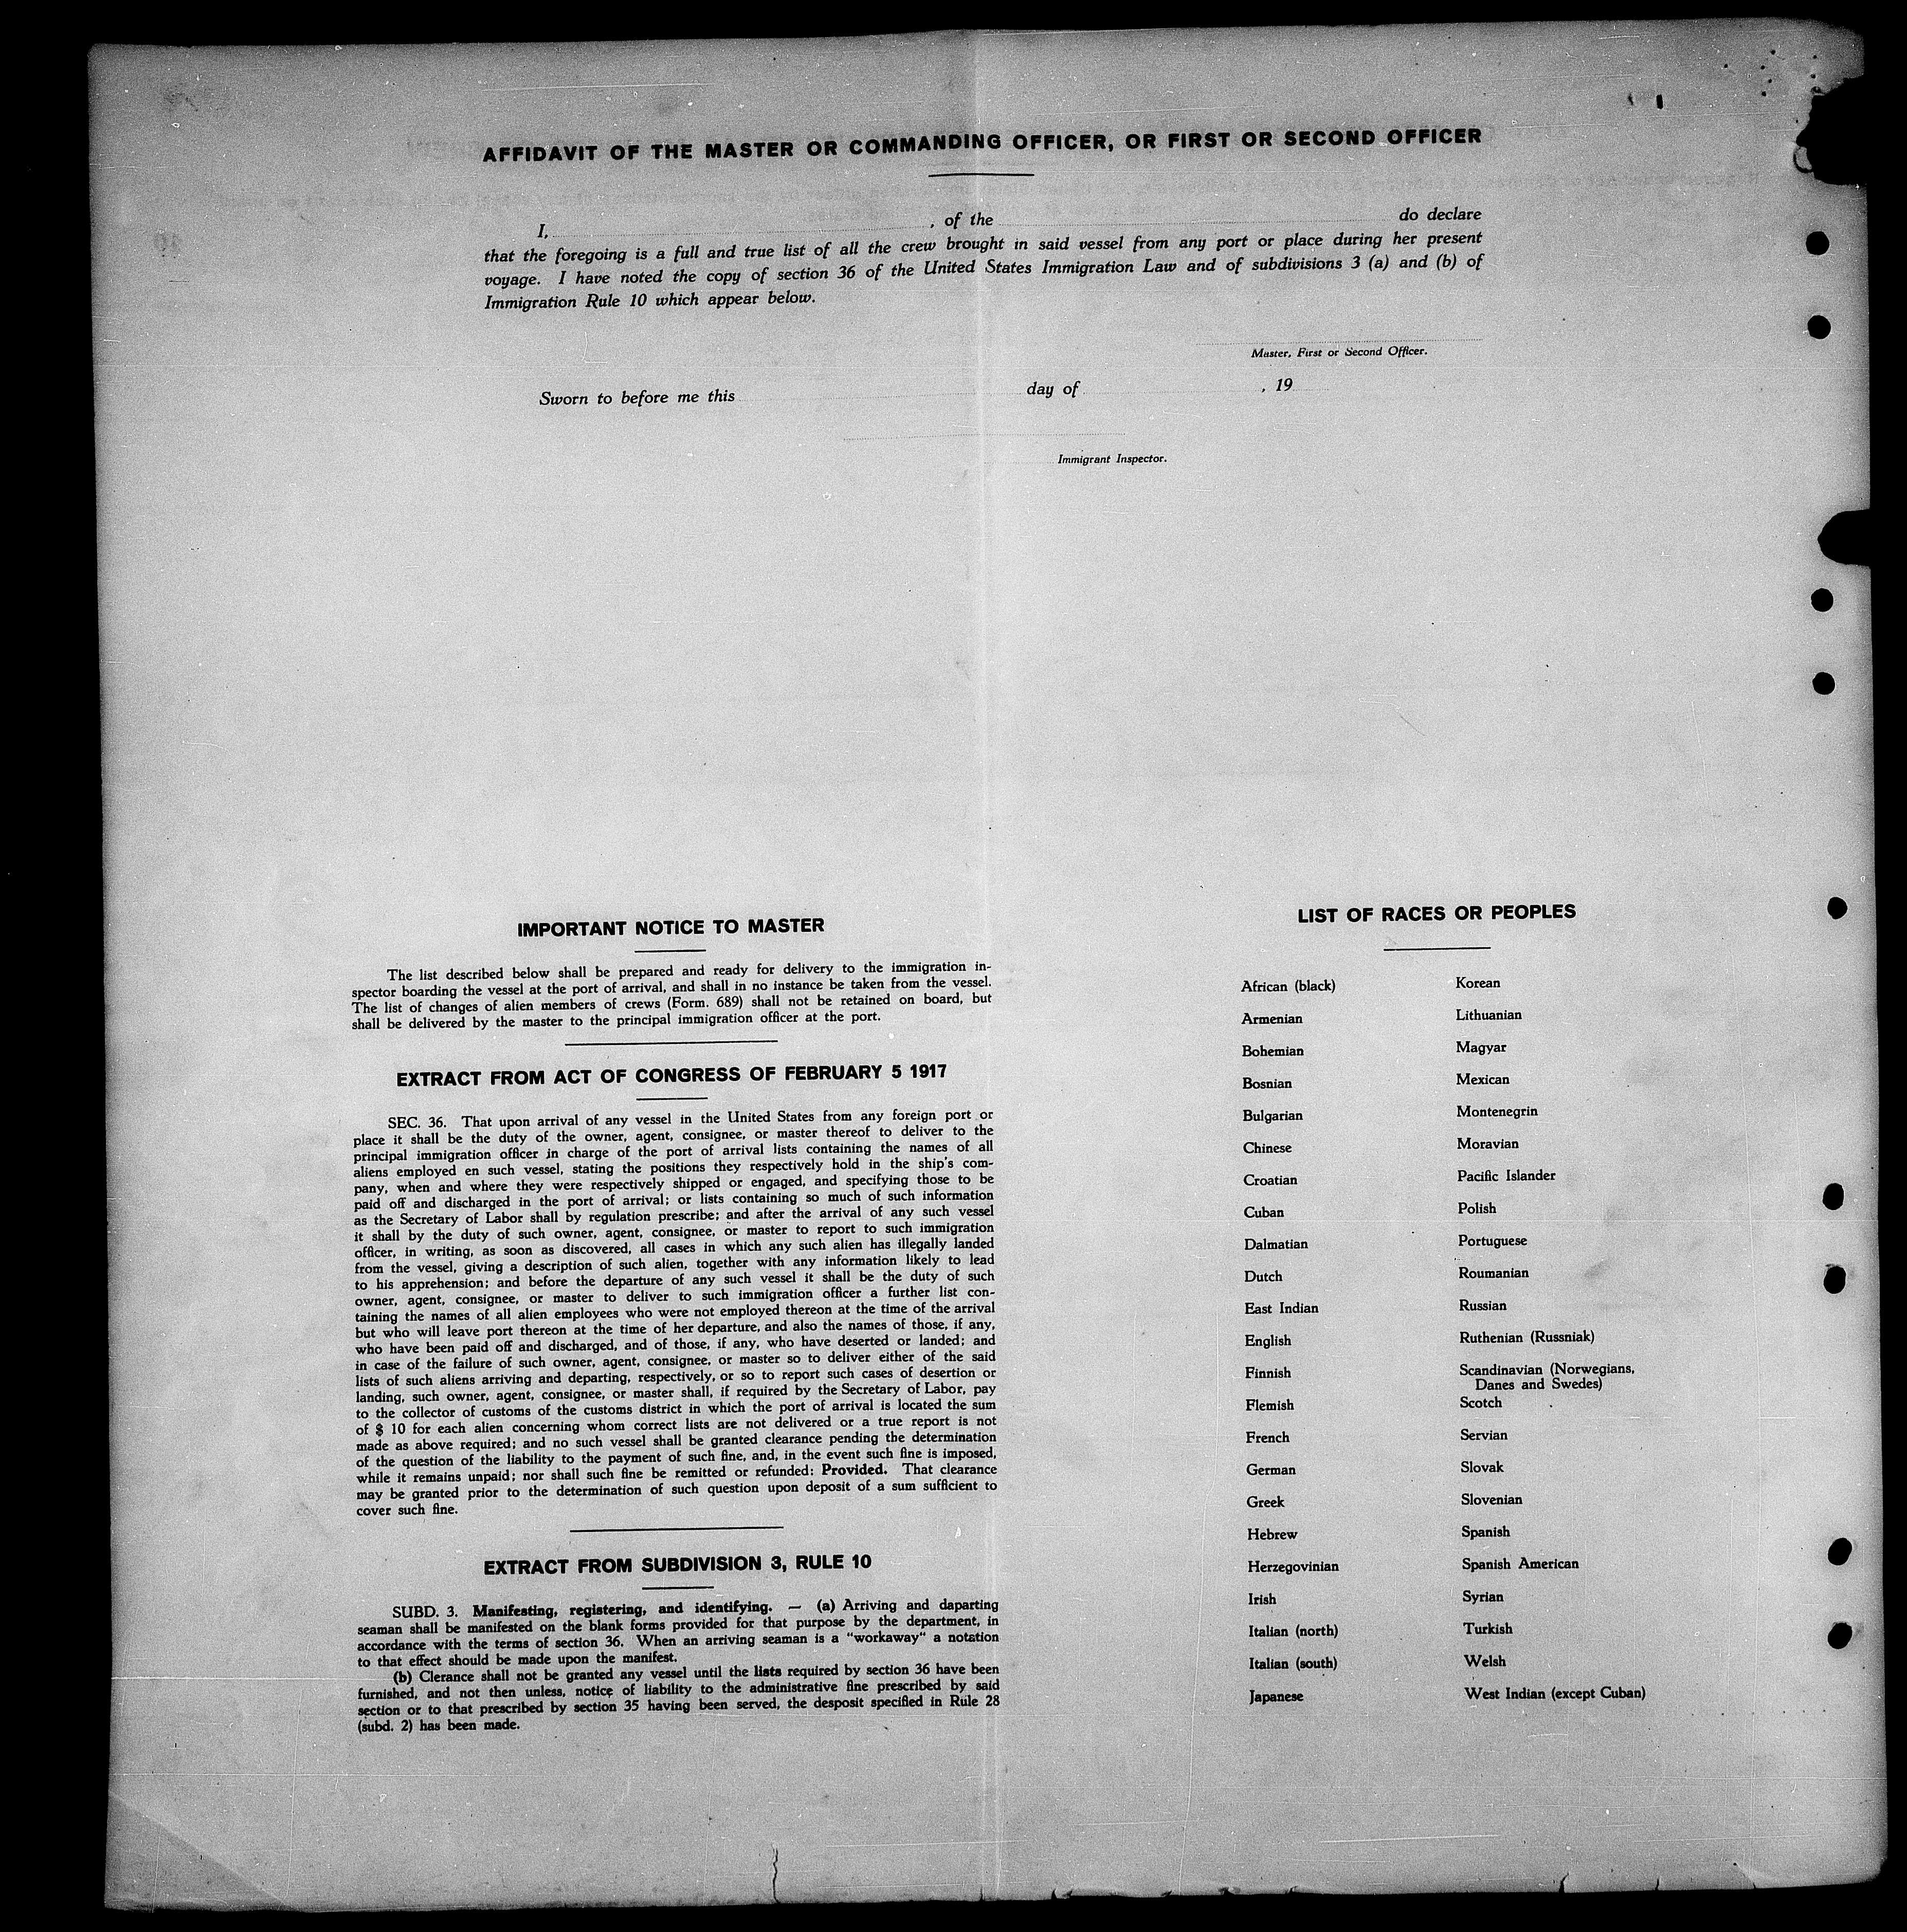 AFFIDAVIT OF THE MASTER OR COMMANDING OFFICER, OR FIRST OR SECOND OFFICER
I, , of the do declare
that the foregoing is a full and true list of all the crew brought in said vessel from any port or place during her present
voyage. I have noted the copy of section 36 of the United States Immigration Law and of subdivisions 3 (a) and (b) of
Immigration Rule 10 which appear below.
Master, First or Second Officer.
Sworn to before me this day of , 19
Immigrant Inspector.
IMPORTANT NOTICE TO MASTER
The list described below shall be prepared and ready for delivery to the immigration in-
spector boarding the vessel at the port of arrival, and shall in no instance be taken from the vessel.
The list of changes of alien members of crews (Form. 689) shall not be retained on board, but
shall be delivered by the master to the principal immigration officer at the port.
EXTRACT FROM ACT OF CONGRESS OF FEBRUARY 5 1917
SEC. 36. That upon arrival of any vessel in the United States from any foreign port or
place it shall be the duty of the owner, agent, consignee, or master thereof to deliver to the
principal immigration officer in charge of the port of arrival lists containing the names of all
aliens employed en such vessel, stating the positions they respectively hold in the ship's com-
pany, when and where they were respectively shipped or engaged, and specifying those to be
paid off and discharged in the port of arrival; or lists containing so much of such information
as the Secretary of Labor shall by regulation prescribe; and after the arrival of any such vessel
it shall by the duty of such owner, agent, consignee, or master to report to such immigration
officer, in writing, as soon as discovered, all cases in which any such alien has illegally landed
from the vessel, giving a description of such alien, together with any information likely to lead
to his apprehension; and before the departure of any such vessel it shall be the duty of such
owner, agent, consignee, or master to deliver to such immigration officer a further list con-
taining the names of all alien employees who were not employed thereon at the time of the arrival
but who will leave port thereon at the time of her departure, and also the names of those, if any,
who have been paid off and discharged, and of those, if any, who have deserted or landed; and
in case of the failure of such owner, agent, consignee, or master so to deliver either of the said
lists of such aliens arriving and departing, respectively, or so to report such cases of desertion or
landing, such owner, agent, consignee, or master shall, if required by the Secretary of Labor, pay
to the collector of customs of the customs district in which the port of arrival is located the sum
of $ 10 for each alien concerning whom correct lists are not delivered or a true report is not
made as above required; and no such vessel shall be granted clearance pending the determination
of the question of the liability to the payment of such fine, and, in the event such fine is imposed,
while it remains unpaid; nor shall such fine be remitted or refunded: Provided. That clearance
may be granted prior to the determination of such question upon deposit of a sum sufficient to
cover such fine.
EXTRACT FROM SUBDIVISION 3, RULE 10
SUBD. 3. Manifesting, registering, and identifying. — (a) Arriving and daparting
seaman shall be manifested on the blank forms provided for that purpose by the department, in
accordance with the terms of section 36. When an arriving seaman is a "workaway" a notation
to that effect should be made upon the manifest.
(b) Clerance shall not be granted any vessel until the lists required by section 36 have been
furnished, and not then unless, notice of liability to the administrative fine prescribed by said
section or to that prescribed by section 35 having been served, the desposit specified in Rule 28
(subd. 2) has been made.
LIST OF RACES OR PEOPLES
African (black)
Armenian
Bohemian
Bosnian
Bulgarian
Chinese
Croatian
Cuban
Dalmatian
Dutch
East Indian
English
Finnish
Flemish
French
German
Greek
Hebrew
Herzegovinian
Irish
Italian (north)
Italian (south)
Japanese
Korean
Lithuanian
Magyar
Mexican
Montenegrin
Moravian
Pacific Islander
Polish
Portuguese
Roumanian
Russian
Ruthenian (Russniak)
Scandinavian (Norwegians,
Danes and Swedes)
Scotch
Servian
Slovak
Slovenian
Spanish
Spanish American
Syrian
Turkish
Welsh
West Indian (except Cuban)